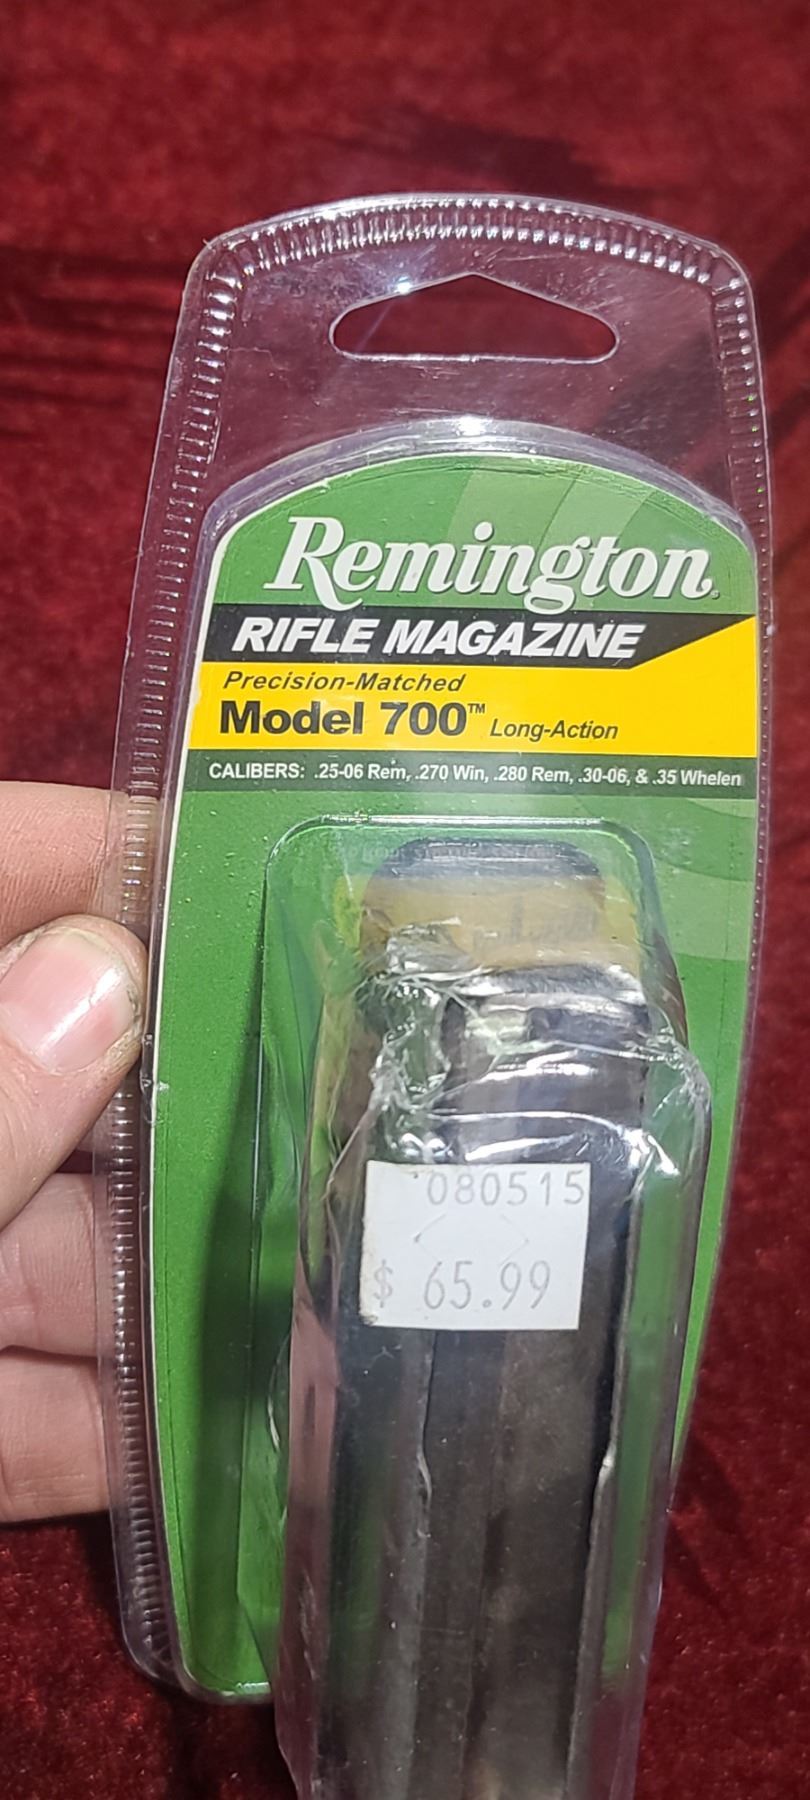 Remington
RIFLE MAGAZINE
Precision-Matched
Model 700™ Long-Action
CALIBERS: .25-06 Rem, .270 Win, .280 Rem, .30-06, & .35 Whelen
080515
$ 65.99